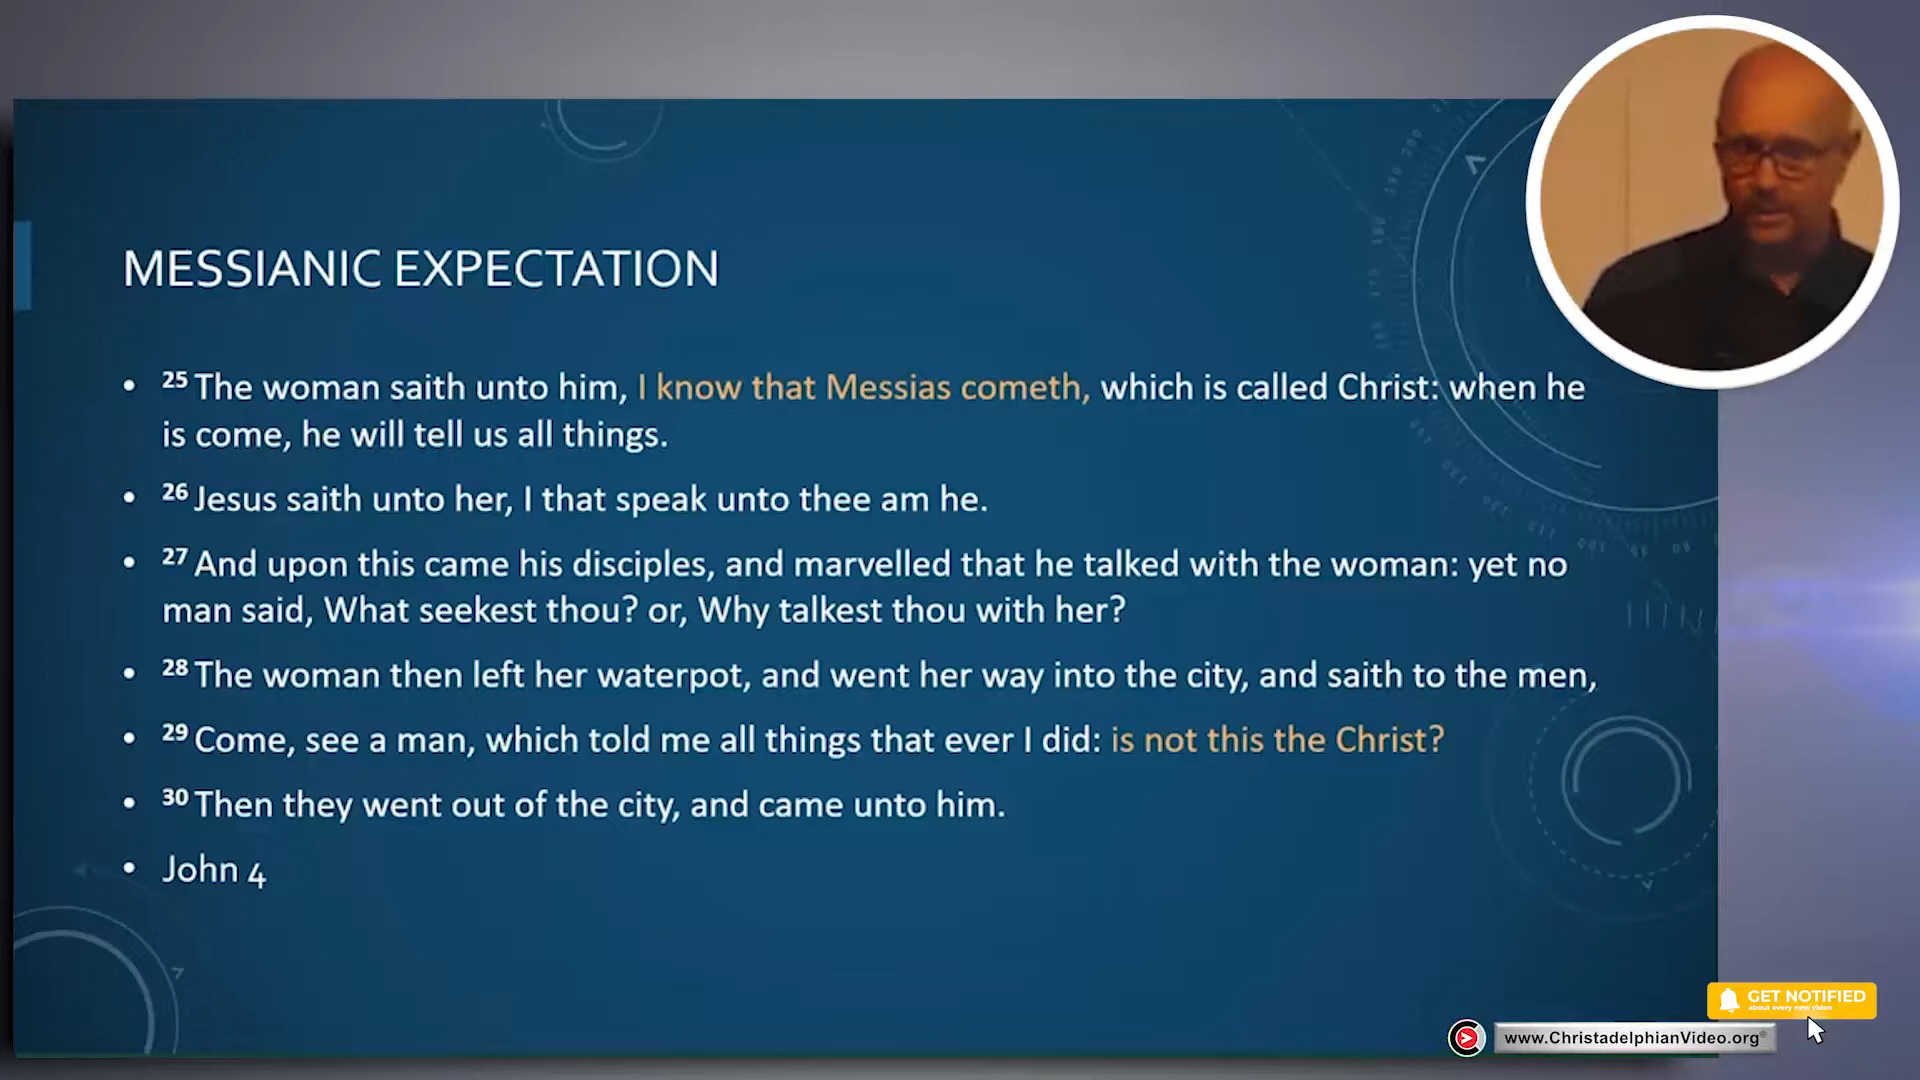 MESSIANIC EXPECTATION
• 25 The woman saith unto him, I know that Messias cometh, which is called Christ: when he
is come, he will tell us all things.
• 26 Jesus saith unto her, I that speak unto thee am he.
• 27 And upon this came his disciples, and marvelled that he talked with the woman: yet no
man said, What seekest thou? or, Why talkest thou with her?
• 28 The woman then left her waterpot, and went her way into the city, and saith to the men,
• 29 Come, see a man, which told me all things that ever I did: is not this the Christ?
• 30 Then they went out of the city, and came unto him.
• John 4
GET NOTIFIED
about every new video
www.ChristadelphianVideo.org®